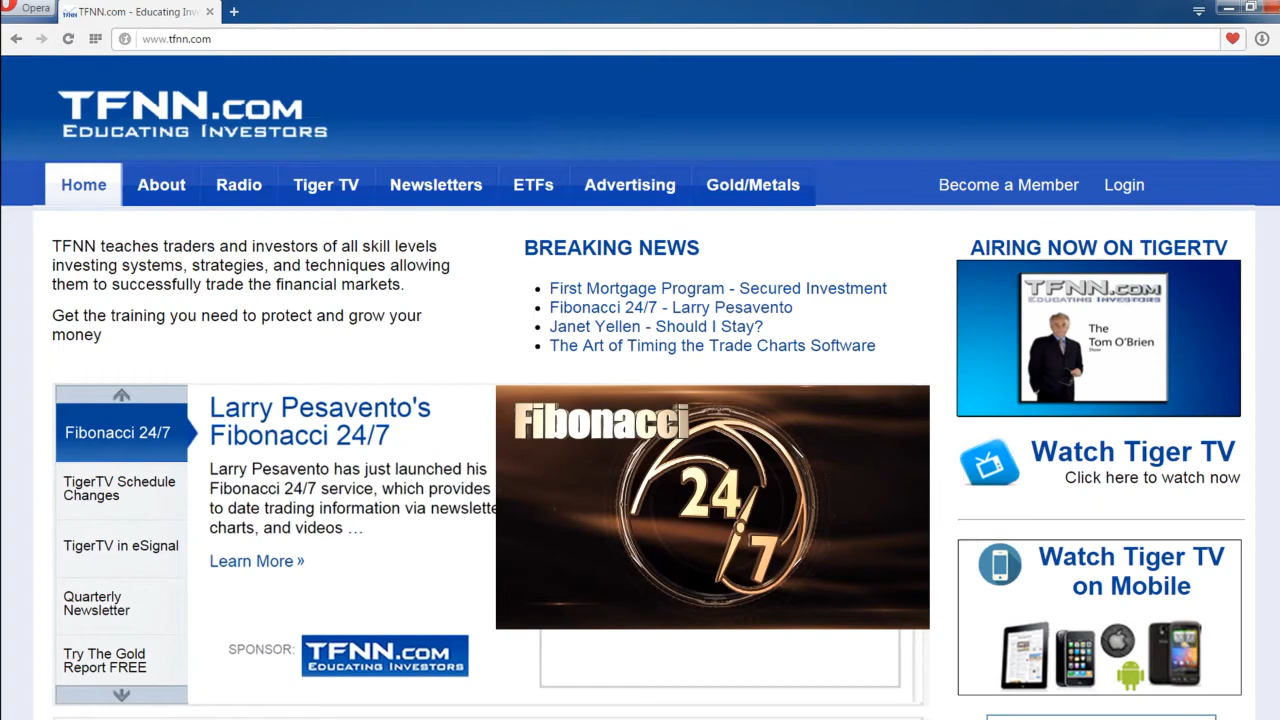 Opera
TFNN.com - Educating Inv
www.tfnn.com
TFNN.COM
EDUCATING INVESTORS
Home
About
Radio
Tiger TV
Newsletters
ETFs
Advertising
Gold/Metals
Become a Member
Login
TFNN teaches traders and investors of all skill levels
investing systems, strategies, and techniques allowing
them to successfully trade the financial markets.
Get the training you need to protect and grow your
money
BREAKING NEWS
First Mortgage Program - Secured Investment
Fibonacci 24/7 - Larry Pesavento
Janet Yellen - Should I Stay?
The Art of Timing the Trade Charts Software
AIRING NOW ON TIGERTV
TFNN.COM
EDUCATING INVESTORS
The
Tom O'Brien
Show
Watch Tiger TV
Click here to watch now
Fibonacci 24/7
TigerTV Schedule
Changes
TigerTV in eSignal
Quarterly
Newsletter
Try The Gold
Report FREE
Larry Pesavento's
Fibonacci 24/7
Larry Pesavento has just launched his
Fibonacci 24/7 service, which provides
to date trading information via newslette
charts, and videos …
Learn More »
SPONSOR:
TFNN.COM
EDUCATING INVESTORS
Fibonacci
24
7
Watch Tiger TV
on Mobile